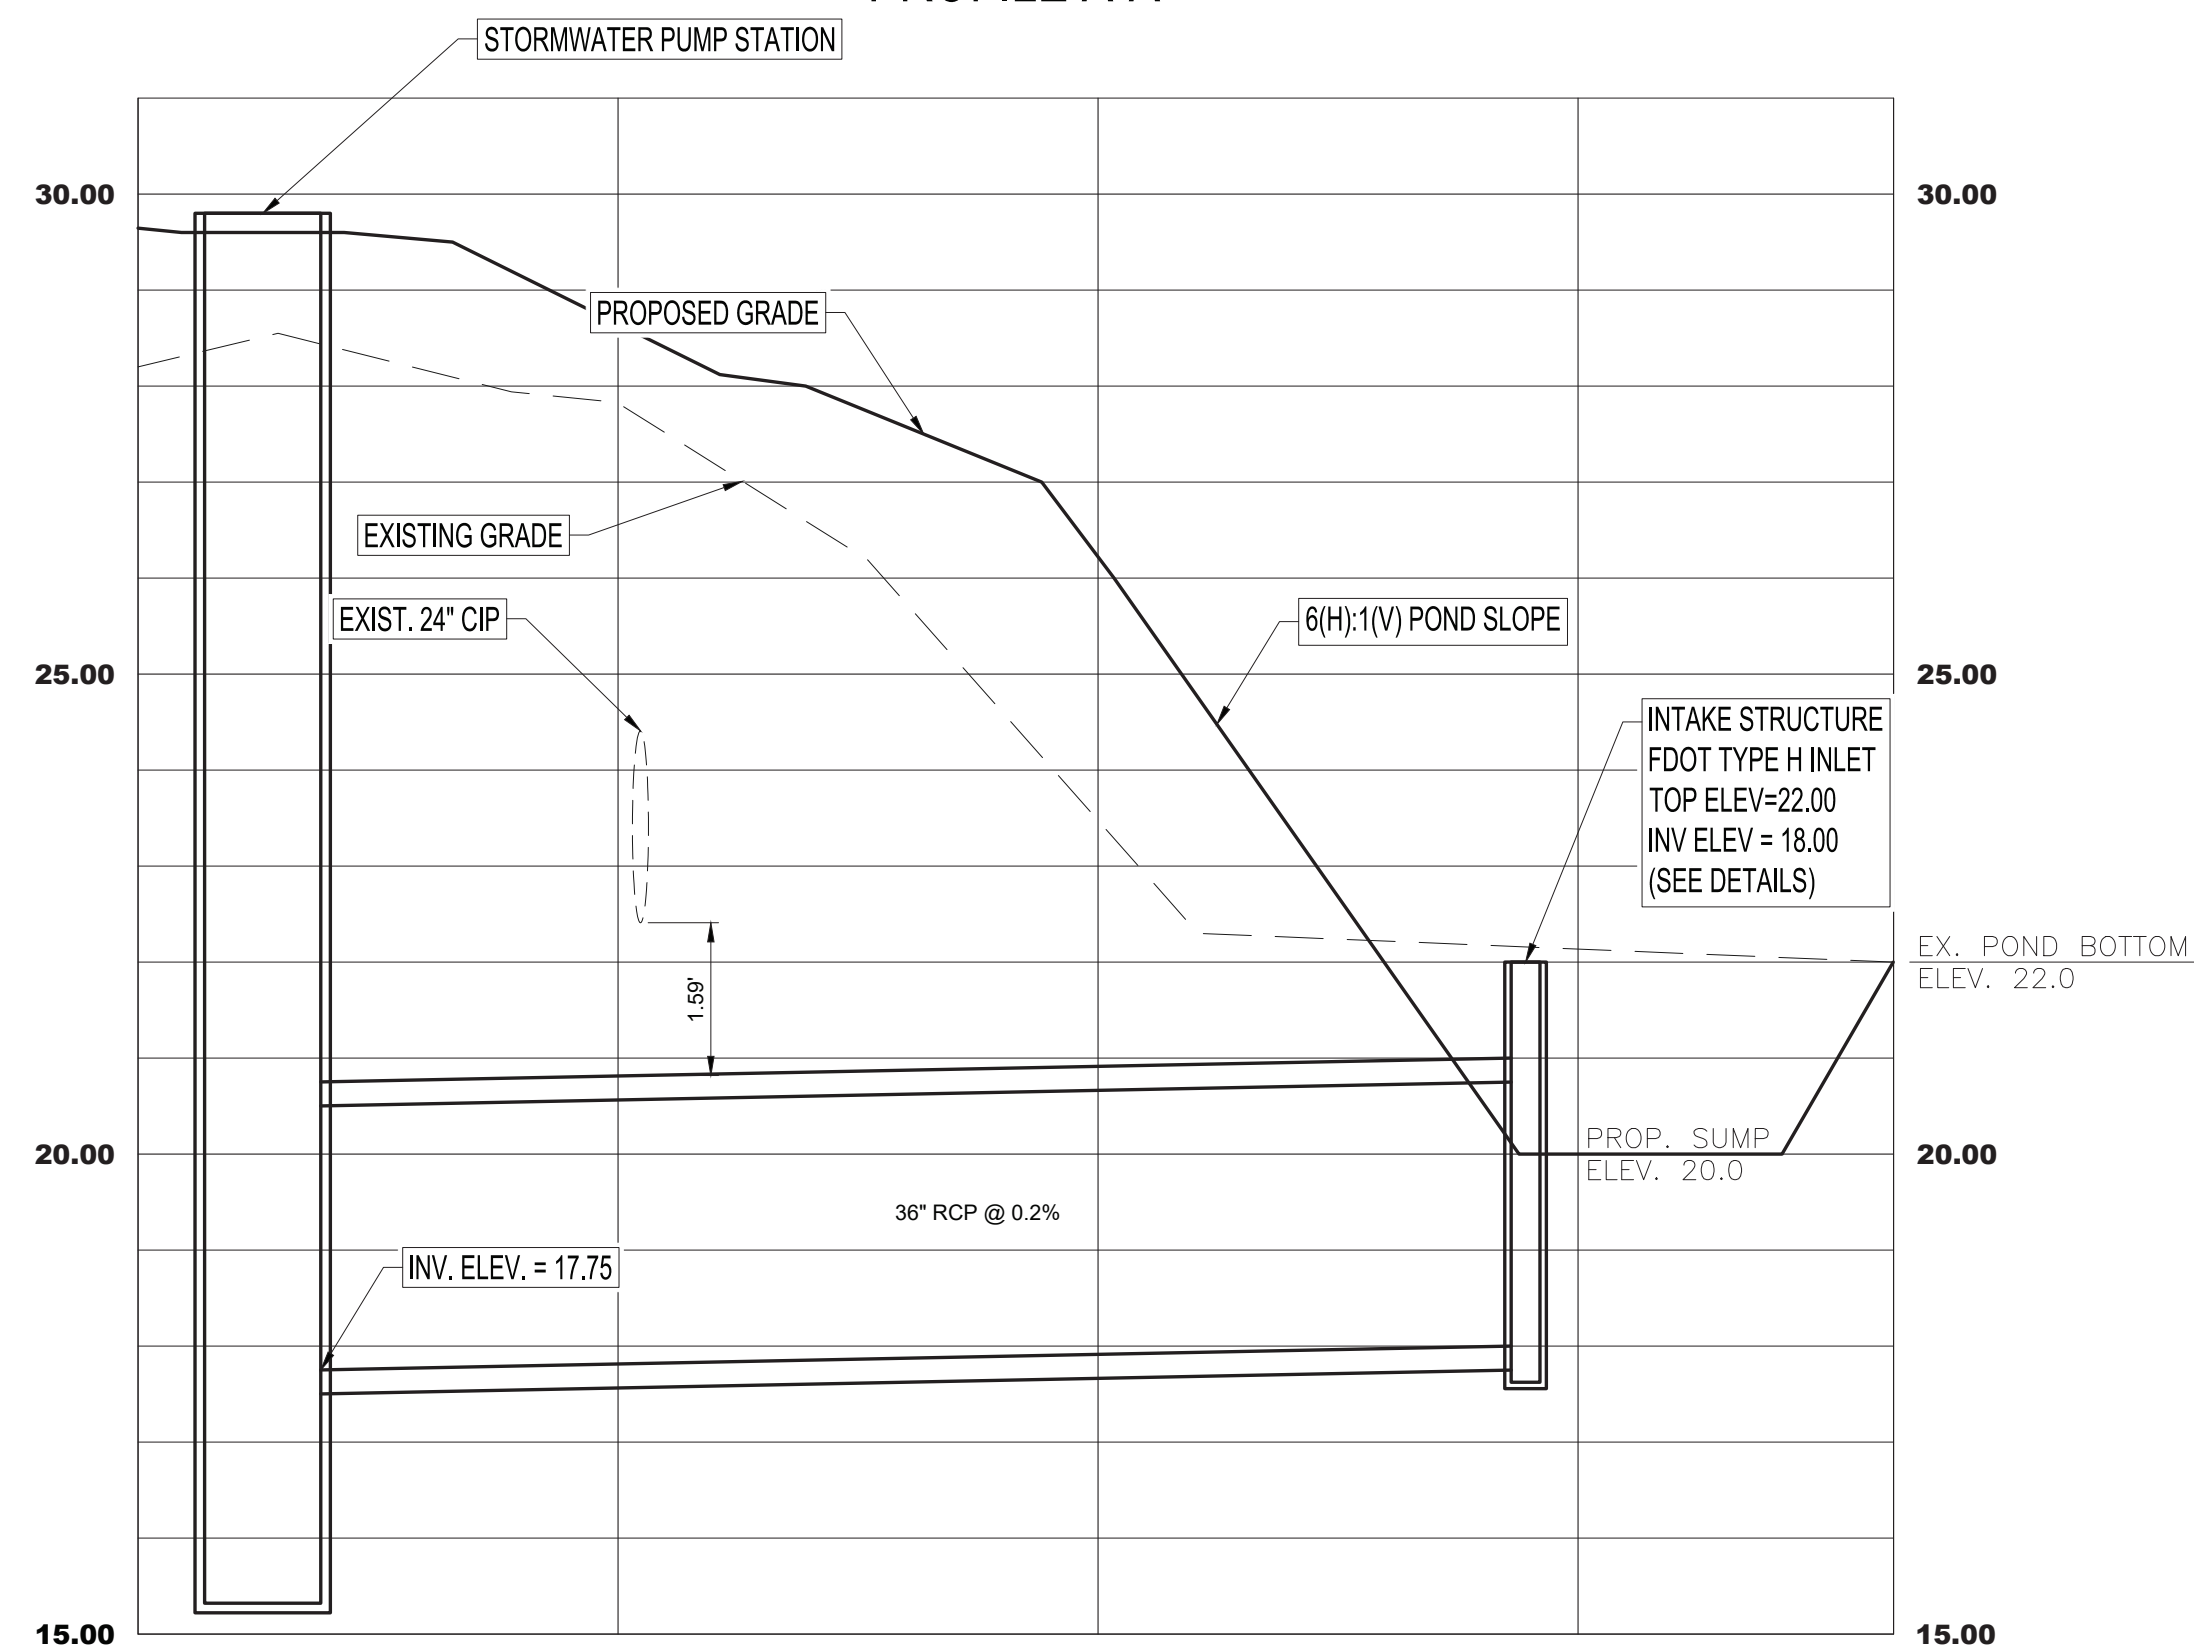 STORMWATER PUMP STATION
30.00
30.00
PROPOSED GRADE
EXISTING GRADE
EXIST. 24" CIP
6(H):1(V) POND SLOPE
25.00
25.00
INTAKE STRUCTURE
FDOT TYPE H INLET
TOP ELEV=22.00
INV ELEV = 18.00
(SEE DETAILS)
EX. POND BOTTOM
ELEV. 22.0
1.59'
20.00
PROP. SUMP
ELEV. 20.0
20.00
36" RCP @ 0.2%
INV. ELEV. = 17.75
15.00
15.00